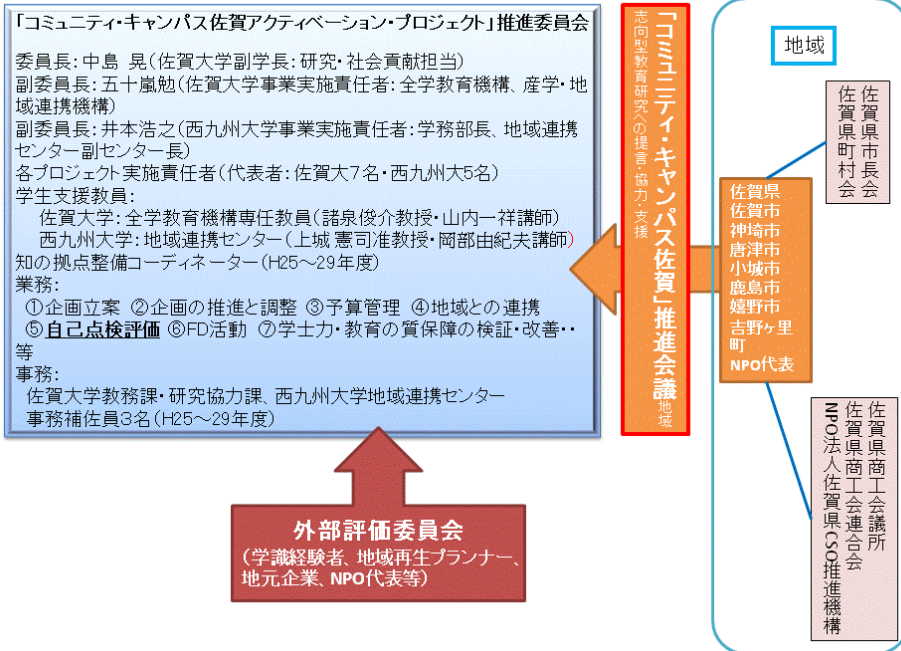 「コミュニティ・キャンパス佐賀アクティベーション・プロジェクト」推進委員会
委員長：中島 晃（佐賀大学副学長：研究・社会貢献担当）
副委員長：五十嵐勉（佐賀大学事業実施責任者：全学教育機構、産学・地
域連携機構）
副委員長：井本浩之（西九州大学事業実施責任者：学務部長、地域連携
センター副センター長）
各プロジェクト実施責任者（代表者：佐賀大7名・西九州大5名）
学生支援教員：
佐賀大学：全学教育機構専任教員（諸泉俊介教授・山内一祥講師）
西九州大学：地域連携センター（上城 憲司准教授・岡部由紀夫講師）
知の拠点整備コーディネーター（H25～29年度）
業務：
①企画立案 ②企画の推進と調整 ③予算管理 ④地域との連携
⑤自己点検評価 ⑥FD活動 ⑦学士力・教育の質保障の検証・改善・・
等
事務：
佐賀大学教務課・研究協力課、西九州大学地域連携センター
事務補佐員3名（H25～29年度）
「コミュニティ・キャンパス佐賀」推進会議 地域
志向型教育研究への提言・協力・支援
地域
佐賀県市長会
佐賀県町村会
佐賀県
佐賀市
神埼市
唐津市
小城市
鹿島市
嬉野市
吉野ヶ里
町
NPO代表
佐賀県商工会議所
佐賀県商工会連合会
NPO法人佐賀県CSO推進機構
外部評価委員会
（学識経験者、地域再生プランナー、
地元企業、NPO代表等）